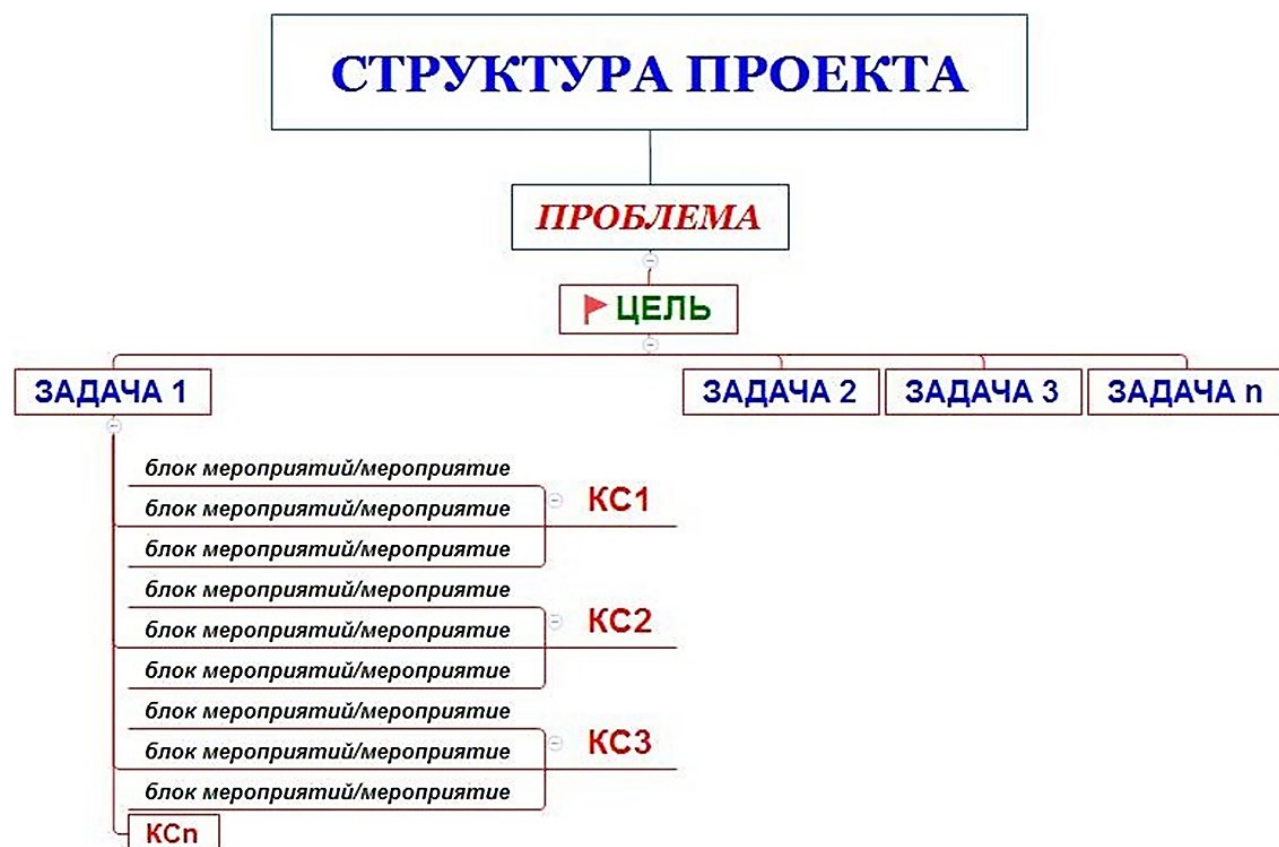 СТРУКТУРА ПРОЕКТА
ПРОБЛЕМА
ЦЕЛЬ
ЗАДАЧА 1
ЗАДАЧА 2
ЗАДАЧА 3
ЗАДАЧА n
блок мероприятий/мероприятие
блок мероприятий/мероприятие
блок мероприятий/мероприятие
КС1
блок мероприятий/мероприятие
блок мероприятий/мероприятие
блок мероприятий/мероприятие
КС2
блок мероприятий/мероприятие
блок мероприятий/мероприятие
блок мероприятий/мероприятие
КС3
КСn